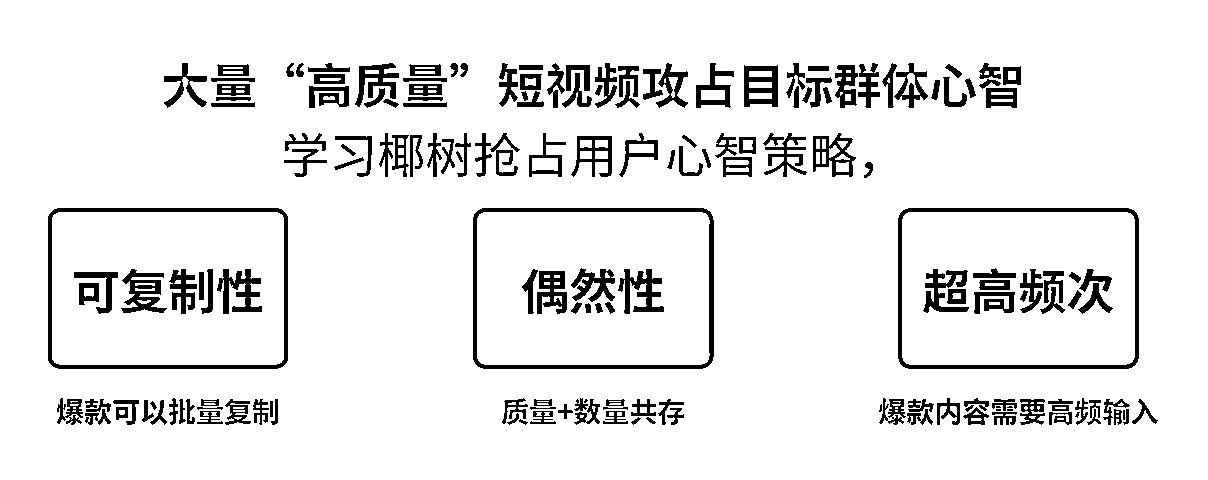 大量“高质量”短视频攻占目标群体心智
学习椰树抢占用户心智策略，
可复制性
偶然性
超高频次
爆款可以批量复制
质量+数量共存
爆款内容需要高频输入